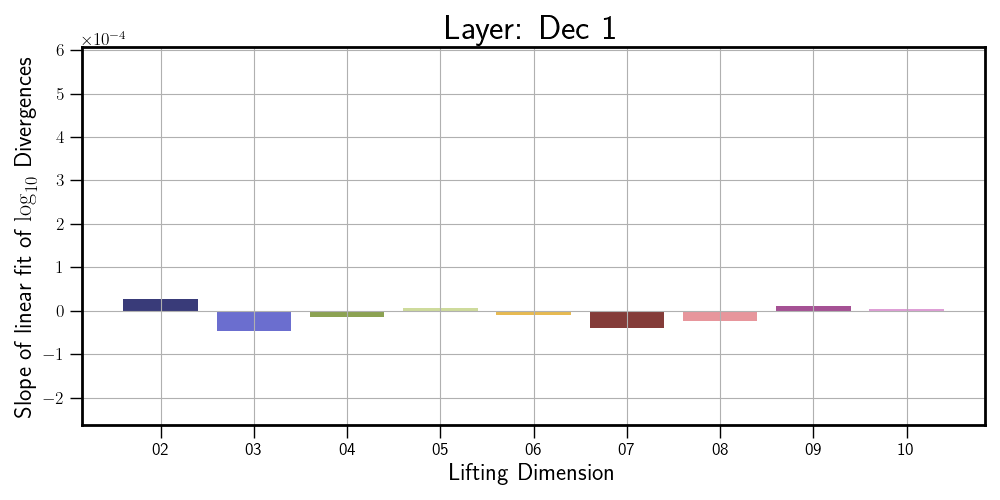 Layer: Dec 1
×10⁻⁴
Slope of linear fit of log₁₀ Divergences
6
5
4
3
2
1
0
−1
−2
02 03 04 05 06 07 08 09 10
Lifting Dimension